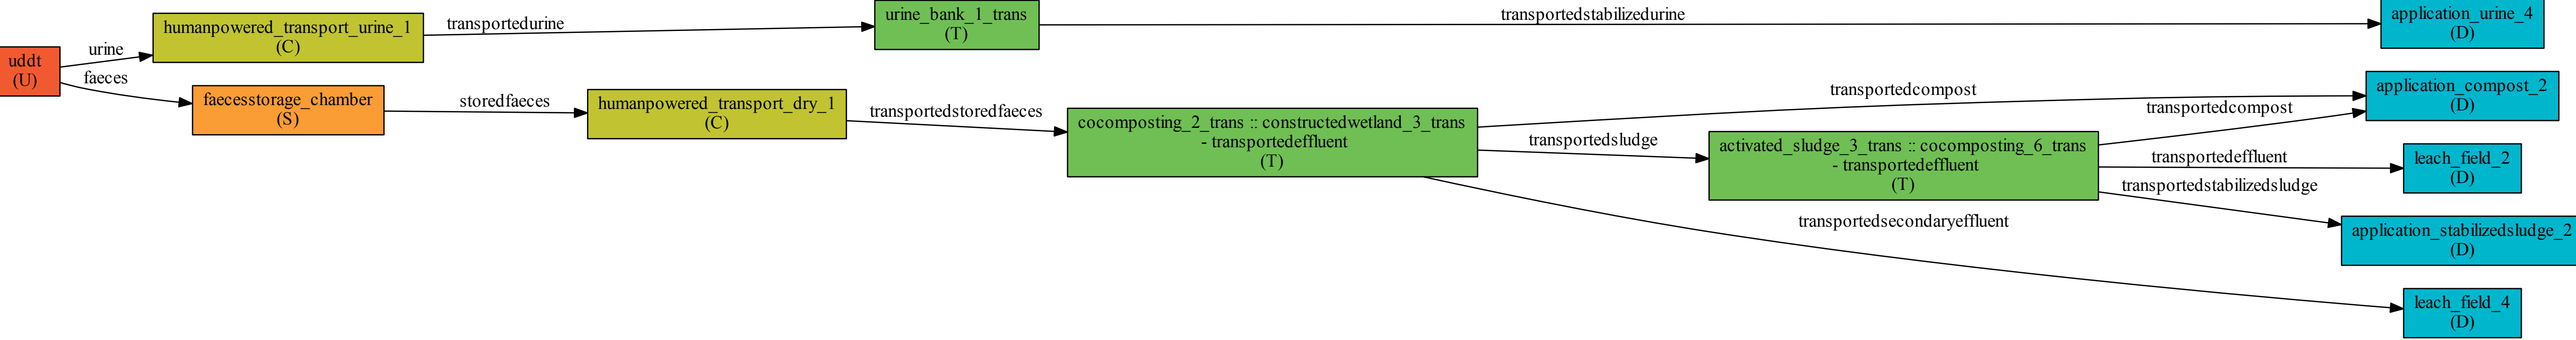 uddt
(U)
urine
faeces
humanpowered_transport_urine_1
(C)
faecesstorage_chamber
(S)
transportedurine
storedfaeces
humanpowered_transport_dry_1
(C)
urine_bank_1_trans
(T)
transportedstoredfaeces
cocomposting_2_trans :: constructedwetland_3_trans
- transportedeffluent
(T)
transportedstabilizedurine
transportedcompost
transportedsludge
transportedsecondaryeffluent
activated_sludge_3_trans :: cocomposting_6_trans
- transportedeffluent
(T)
transportedcompost
transportedeffluent
transportedstabilizedsludge
application_urine_4
(D)
application_compost_2
(D)
leach_field_2
(D)
application_stabilizedsludge_2
(D)
leach_field_4
(D)